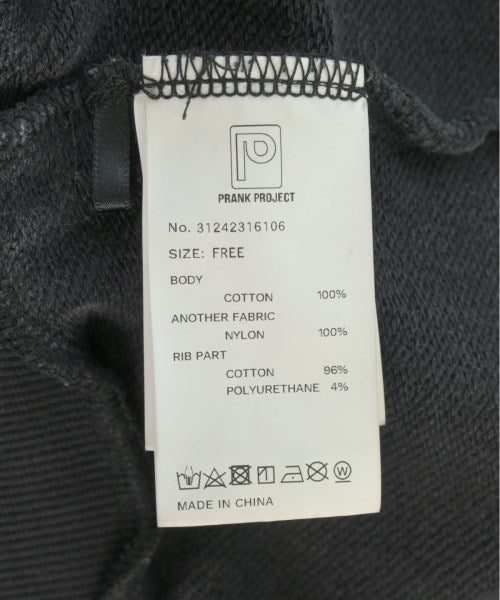 PRANK PROJECT
No. 31242316106
SIZE: FREE
BODY
COTTON 100%
ANOTHER FABRIC
NYLON 100%
RIB PART
COTTON 96%
POLYURETHANE 4%
W
MADE IN CHINA